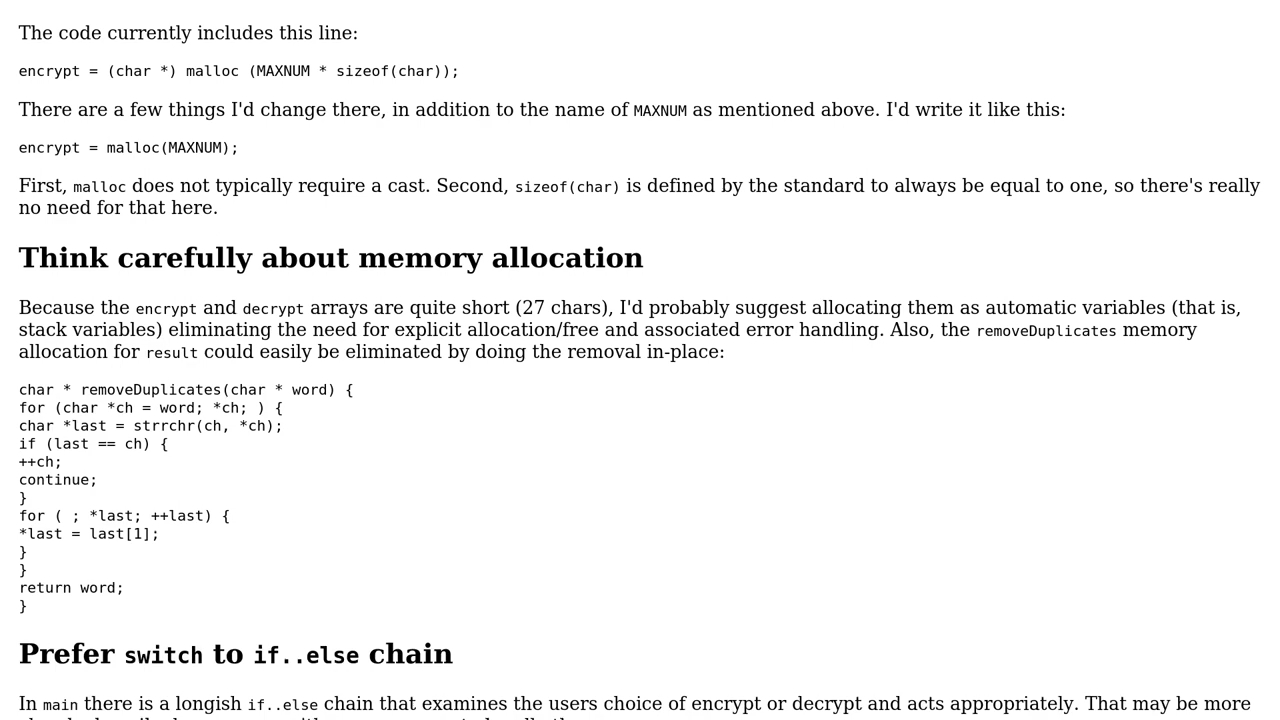 The code currently includes this line:
encrypt = (char *) malloc (MAXNUM * sizeof(char));
There are a few things I'd change there, in addition to the name of MAXNUM as mentioned above. I'd write it like this:
encrypt = malloc(MAXNUM);
First, malloc does not typically require a cast. Second, sizeof(char) is defined by the standard to always be equal to one, so there's really
no need for that here.
Think carefully about memory allocation
Because the encrypt and decrypt arrays are quite short (27 chars), I'd probably suggest allocating them as automatic variables (that is,
stack variables) eliminating the need for explicit allocation/free and associated error handling. Also, the removeDuplicates memory
allocation for result could easily be eliminated by doing the removal in-place:
char * removeDuplicates(char * word) {
for (char *ch = word; *ch; ) {
char *last = strrchr(ch, *ch);
if (last == ch) {
++ch;
continue;
}
for ( ; *last; ++last) {
*last = last[1];
}
}
return word;
}
Prefer switch to if..else chain
In main there is a longish if..else chain that examines the users choice of encrypt or decrypt and acts appropriately. That may be more